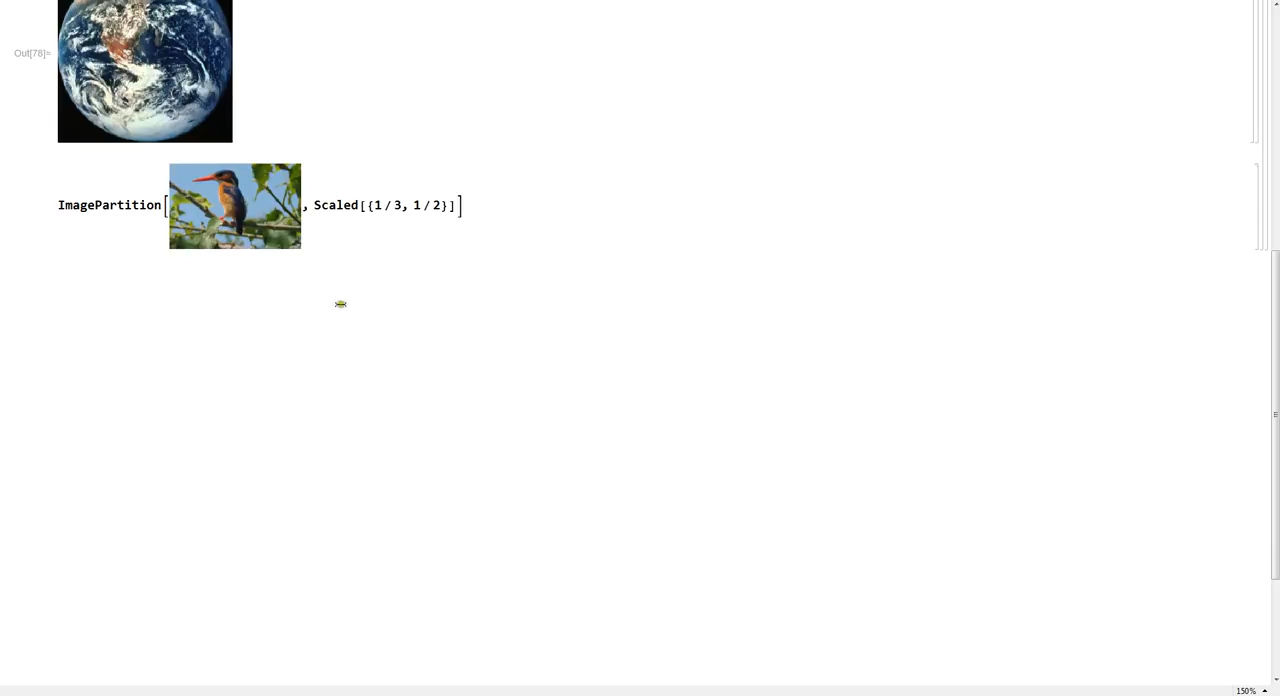 Out[78]=
ImagePartition[ , Scaled[{1/3, 1/2}]]
150%